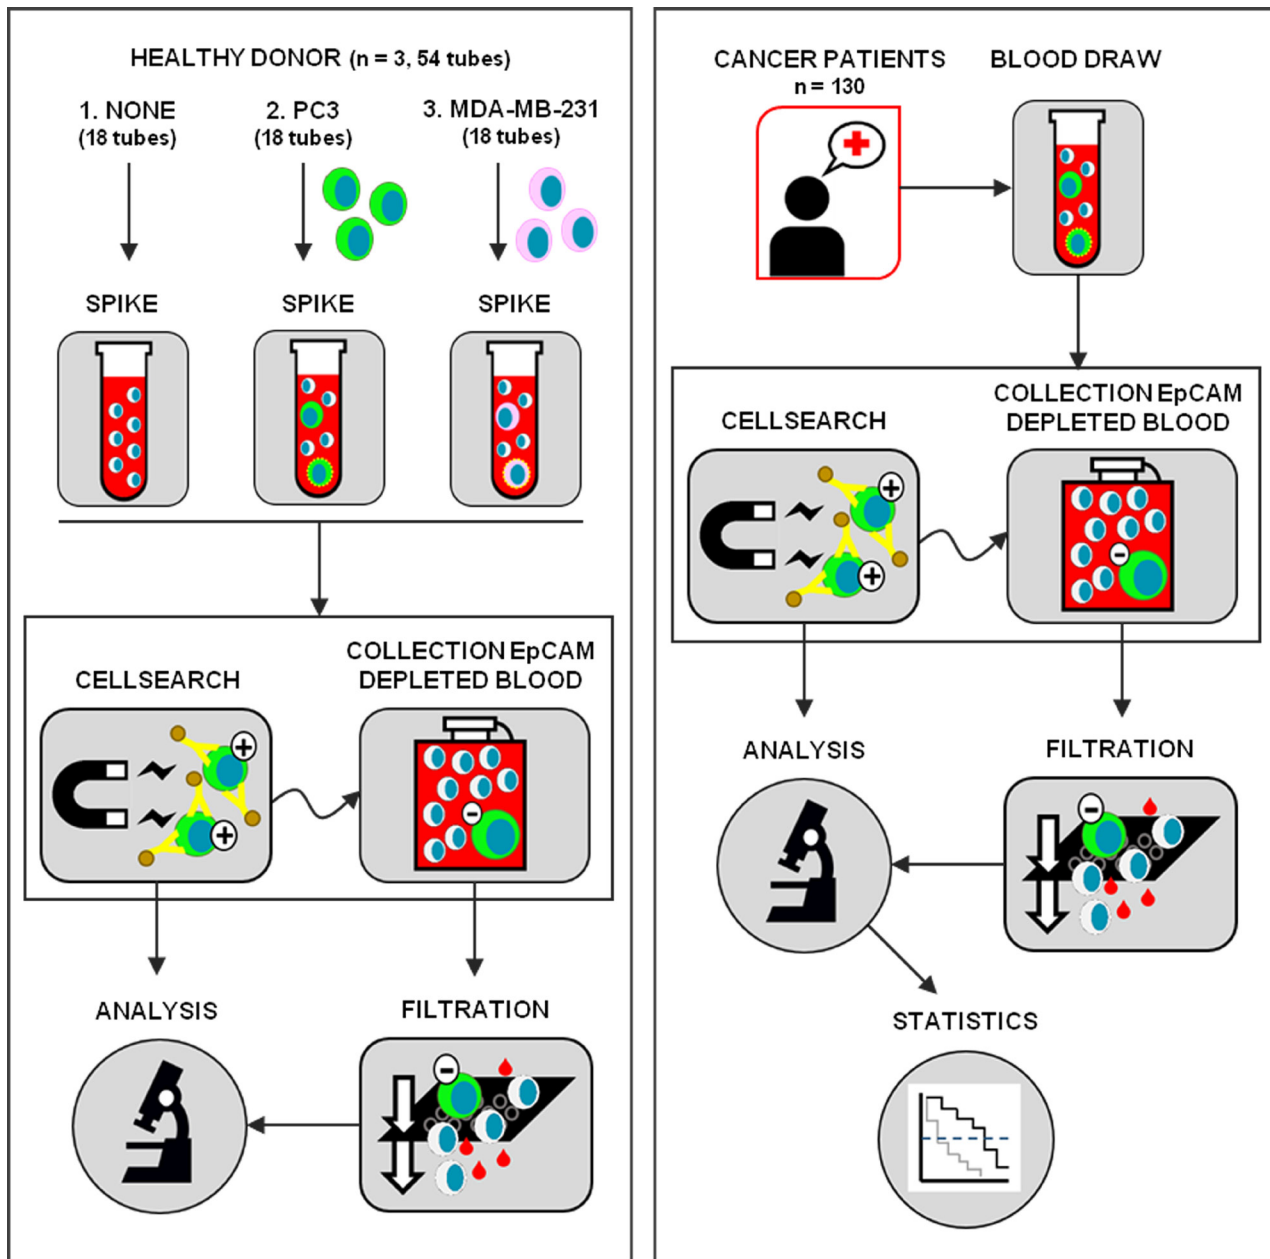 HEALTHY DONOR (n = 3, 54 tubes)
1. NONE
(18 tubes)
2. PC3
(18 tubes)
3. MDA-MB-231
(18 tubes)
SPIKE
SPIKE
SPIKE
CELLSEARCH
COLLECTION EpCAM
DEPLETED BLOOD
+
+
-
ANALYSIS
FILTRATION
-
CANCER PATIENTS
n = 130
BLOOD DRAW
CELLSEARCH
COLLECTION EpCAM
DEPLETED BLOOD
+
+
-
ANALYSIS
FILTRATION
-
STATISTICS